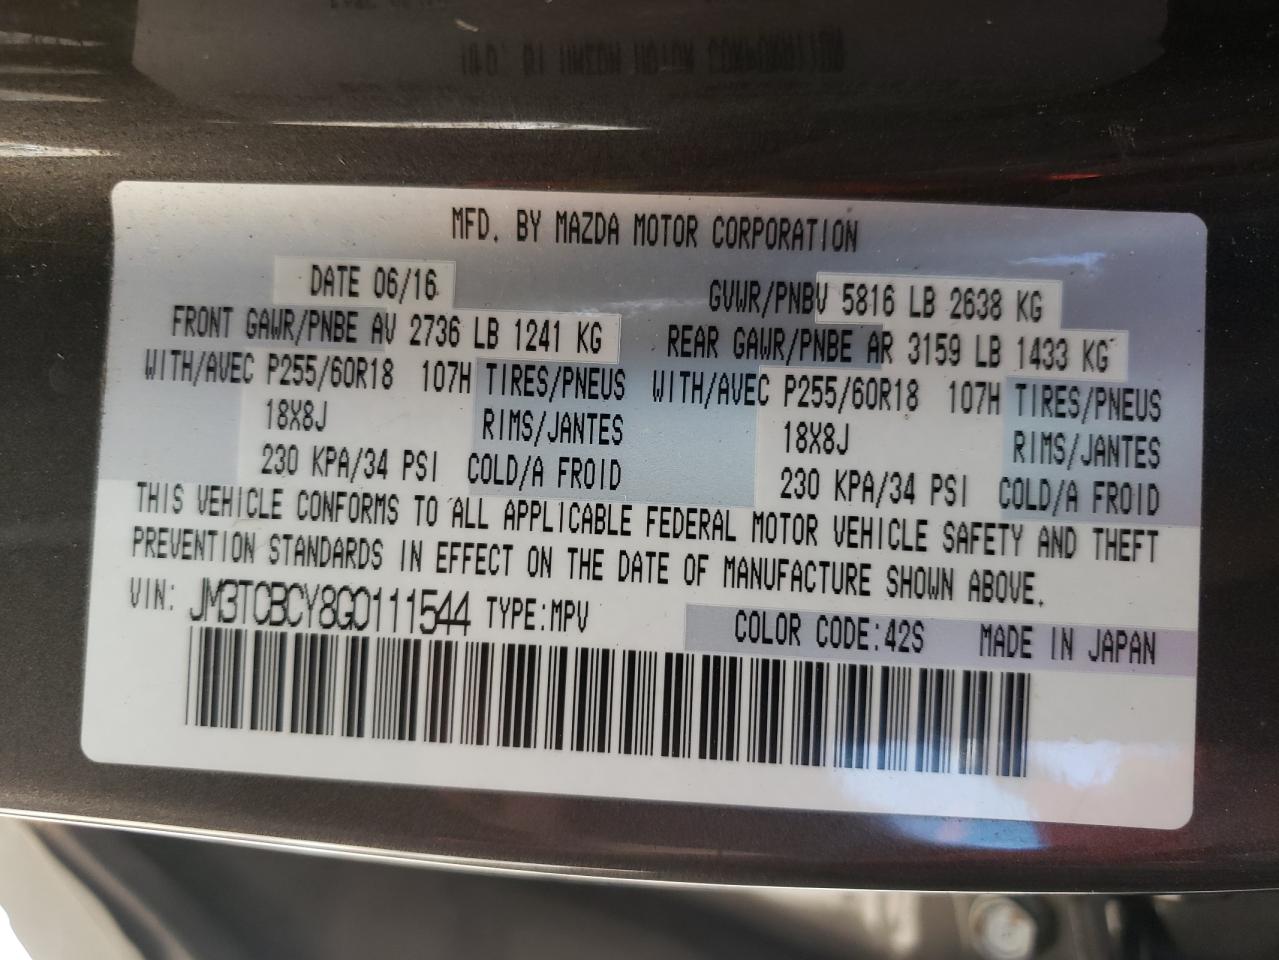 MFD. BY MAZDA MOTOR CORPORATION
DATE 06/16 GVWR/PNBV 5816 LB 2638 KG
FRONT GAWR/PNBE AV 2736 LB 1241 KG REAR GAWR/PNBE AR 3159 LB 1433 KG
WITH/AVEC P255/60R18 107H TIRES/PNEUS WITH/AVEC P255/60R18 107H TIRES/PNEUS
18X8J RIMS/JANTES 18X8J RIMS/JANTES
230 KPA/34 PSI COLD/A FROID 230 KPA/34 PSI COLD/A FROID
THIS VEHICLE CONFORMS TO ALL APPLICABLE FEDERAL MOTOR VEHICLE SAFETY AND THEFT
PREVENTION STANDARDS IN EFFECT ON THE DATE OF MANUFACTURE SHOWN ABOVE.
VIN: JM3TCBCY8G0111544 TYPE:MPV COLOR CODE:42S MADE IN JAPAN